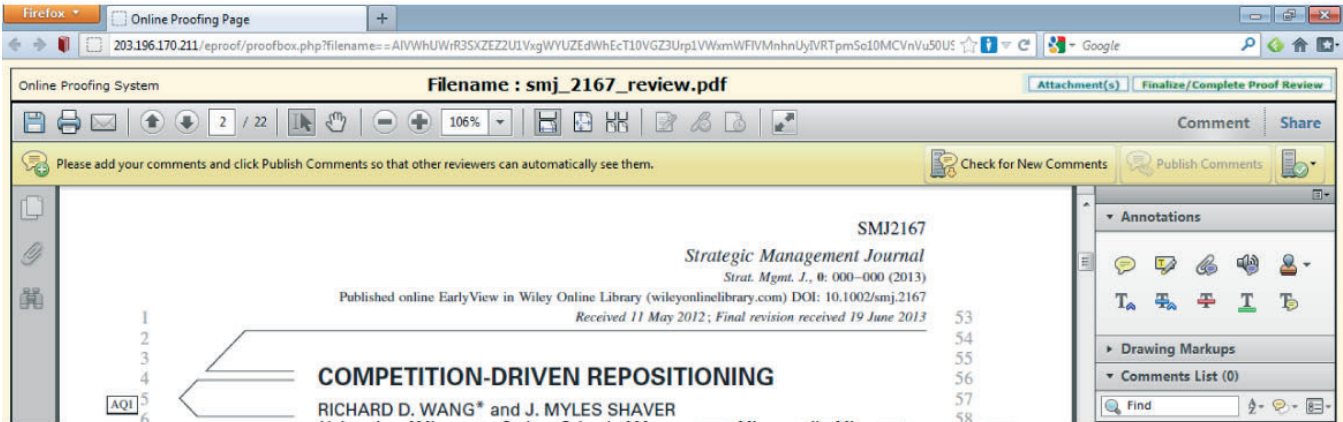 Firefox
Online Proofing Page
203.196.170.211/eproof/proofbox.php?filename= Google
Online Proofing System Filename : smj_2167_review.pdf Attachment(s) Finalize/Complete Proof Review
2 / 22 106% Comment Share
Please add your comments and click Publish Comments so that other reviewers can automatically see them. Check for New Comments Publish Comments
SMJ2167
Annotations
Strategic Management Journal
Strat. Mgmt. J., 0: 000–000 (2013)
Published online EarlyView in Wiley Online Library (wileyonlinelibrary.com) DOI: 10.1002/smj.2167
1 Received 11 May 2012; Final revision received 19 June 2013 53
2 54
3 55
Drawing Markups
4 COMPETITION-DRIVEN REPOSITIONING 56
Comments List (0)
AQ1 5 57
RICHARD D. WANG* and J. MYLES SHAVER
Find
6 58